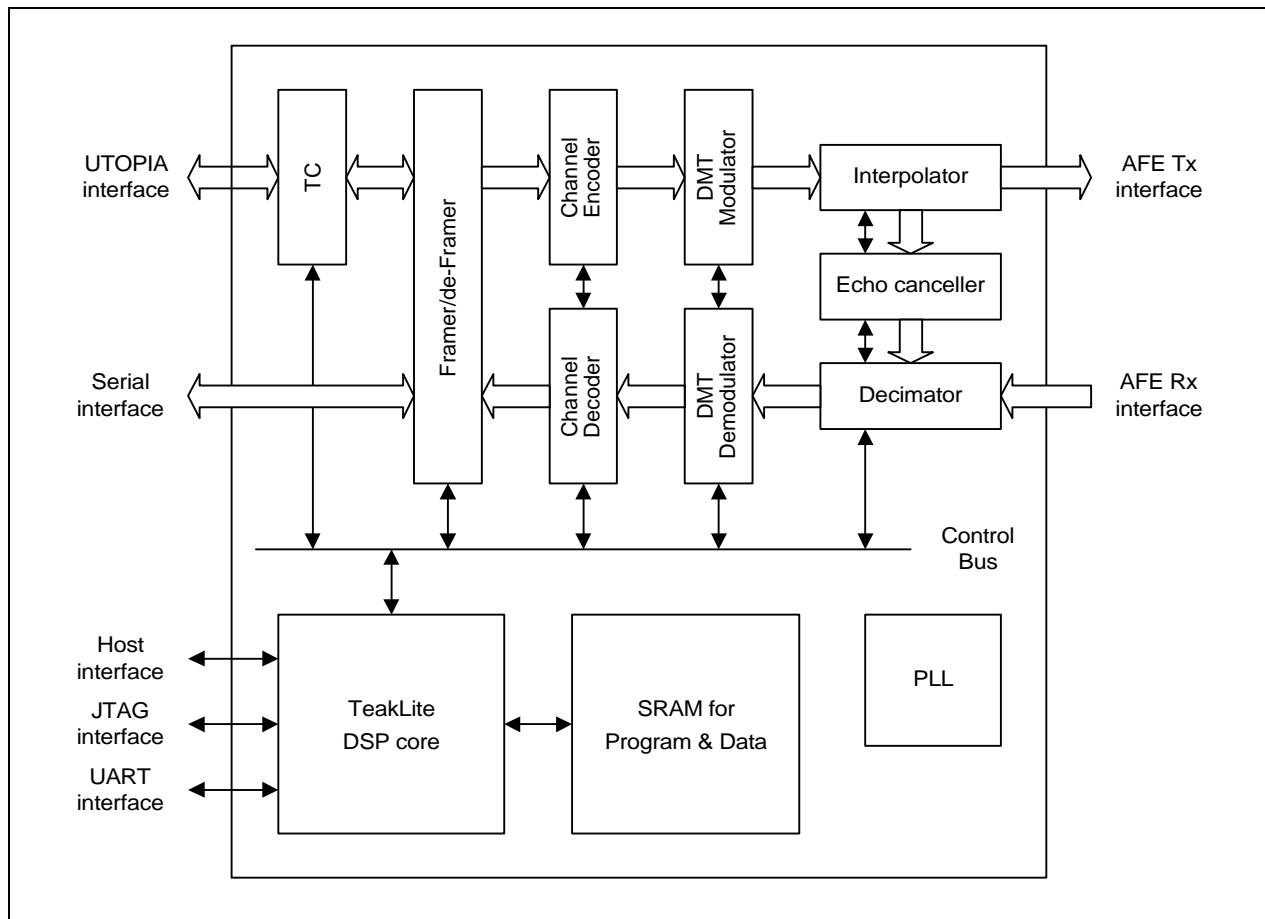 UTOPIA
interface
TC
Framer/de-Framer
Channel
Encoder
DMT
Modulator
Interpolator
AFE Tx
interface
Echo canceller
Serial
interface
Channel
Decoder
DMT
Demodulator
Decimator
AFE Rx
interface
Control
Bus
Host
interface
JTAG
interface
UART
interface
TeakLite
DSP core
SRAM for
Program & Data
PLL